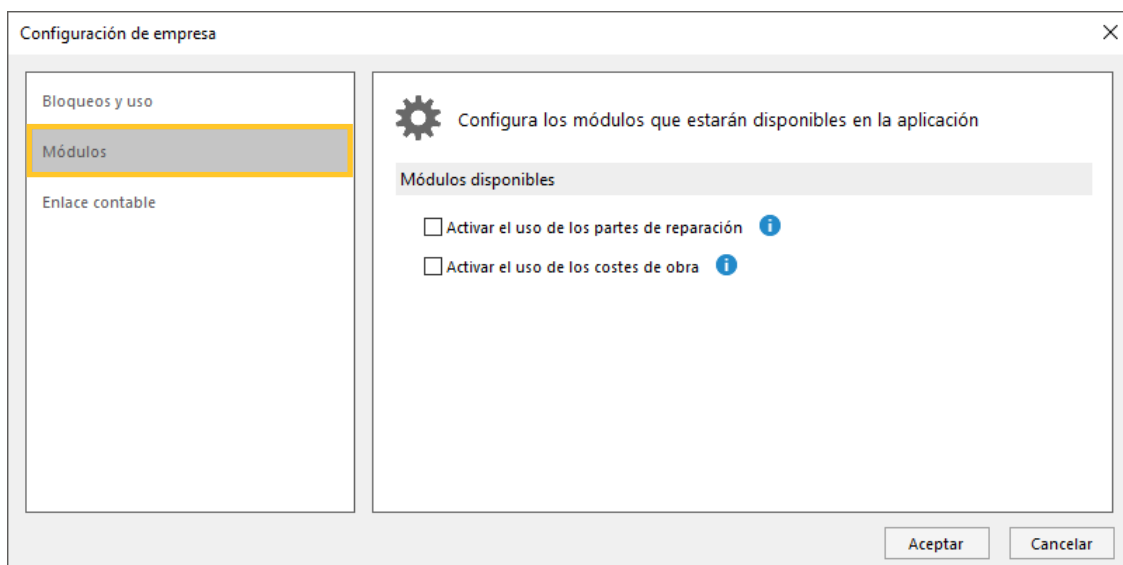 Configuración de empresa
Bloqueos y uso
Módulos
Enlace contable
Configura los módulos que estarán disponibles en la aplicación
Módulos disponibles
Activar el uso de los partes de reparación
Activar el uso de los costes de obra
Aceptar
Cancelar